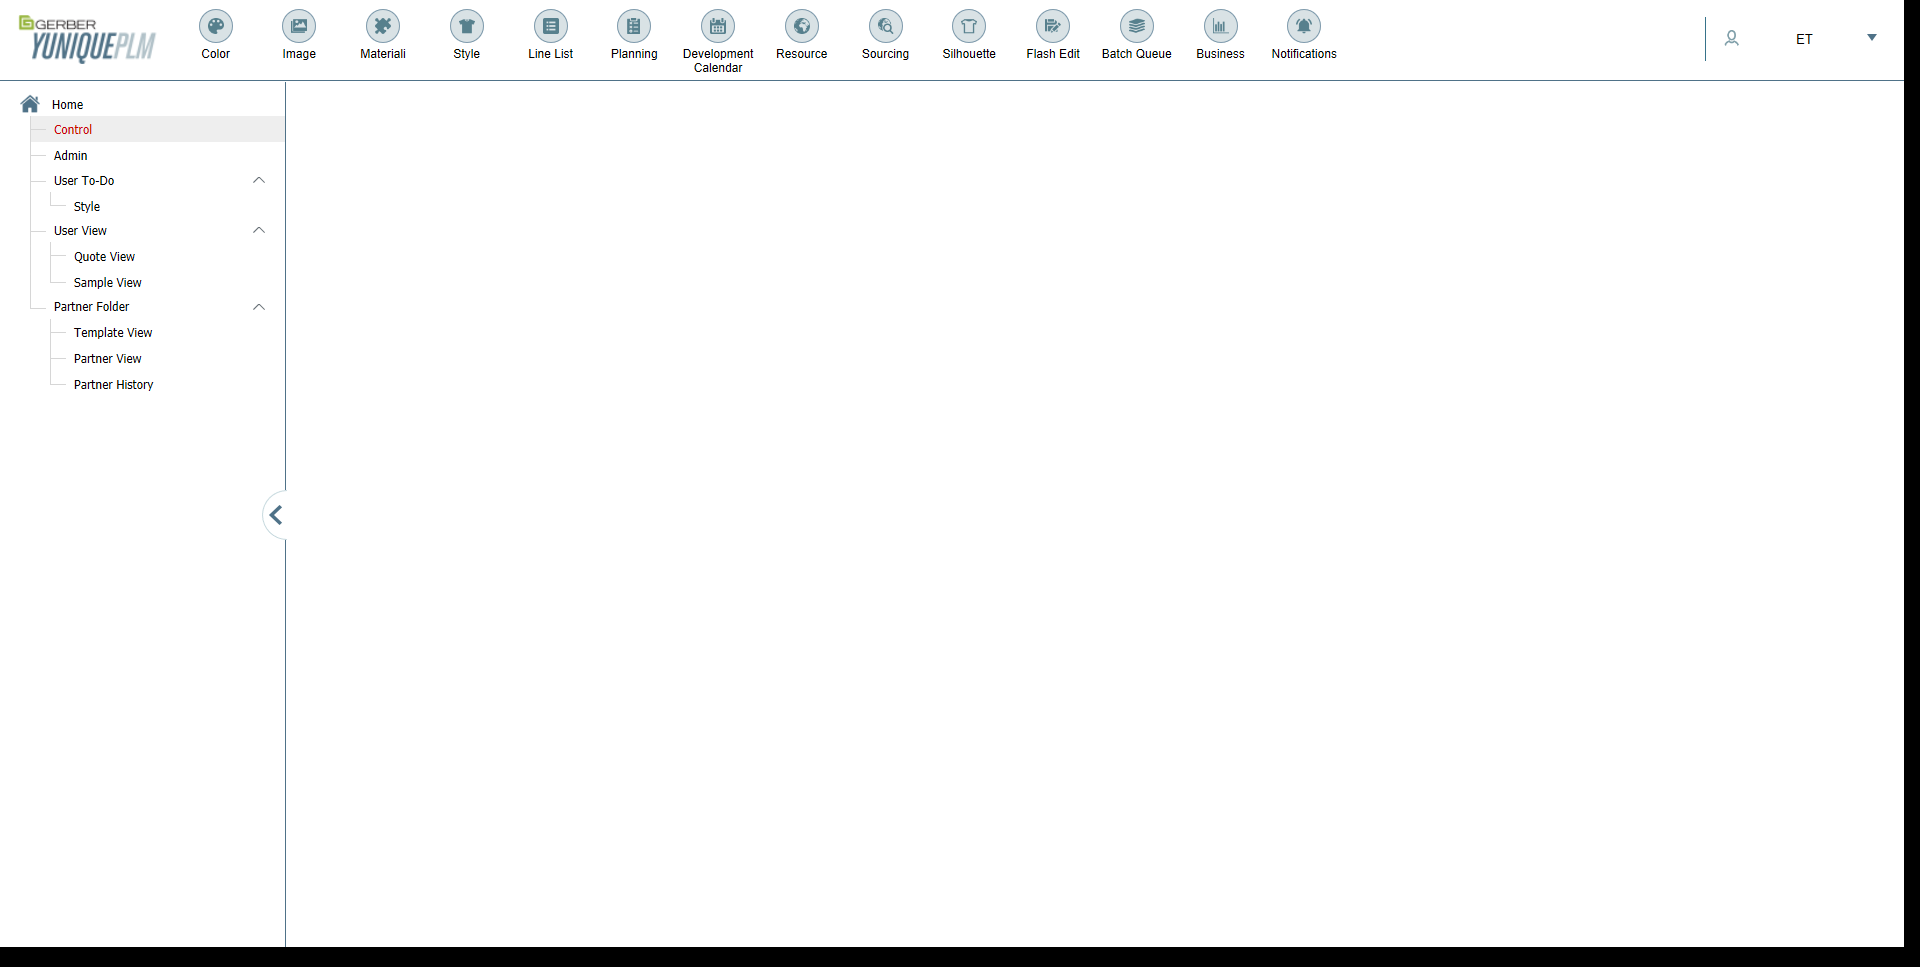 GERBER
YUNIQUEPLM
Color
Image
Materiali
Style
Line List
Planning
Development
Calendar
Resource
Sourcing
Silhouette
Flash Edit
Batch Queue
Business
Notifications
ET
Home
Control
Admin
User To-Do
Style
User View
Quote View
Sample View
Partner Folder
Template View
Partner View
Partner History